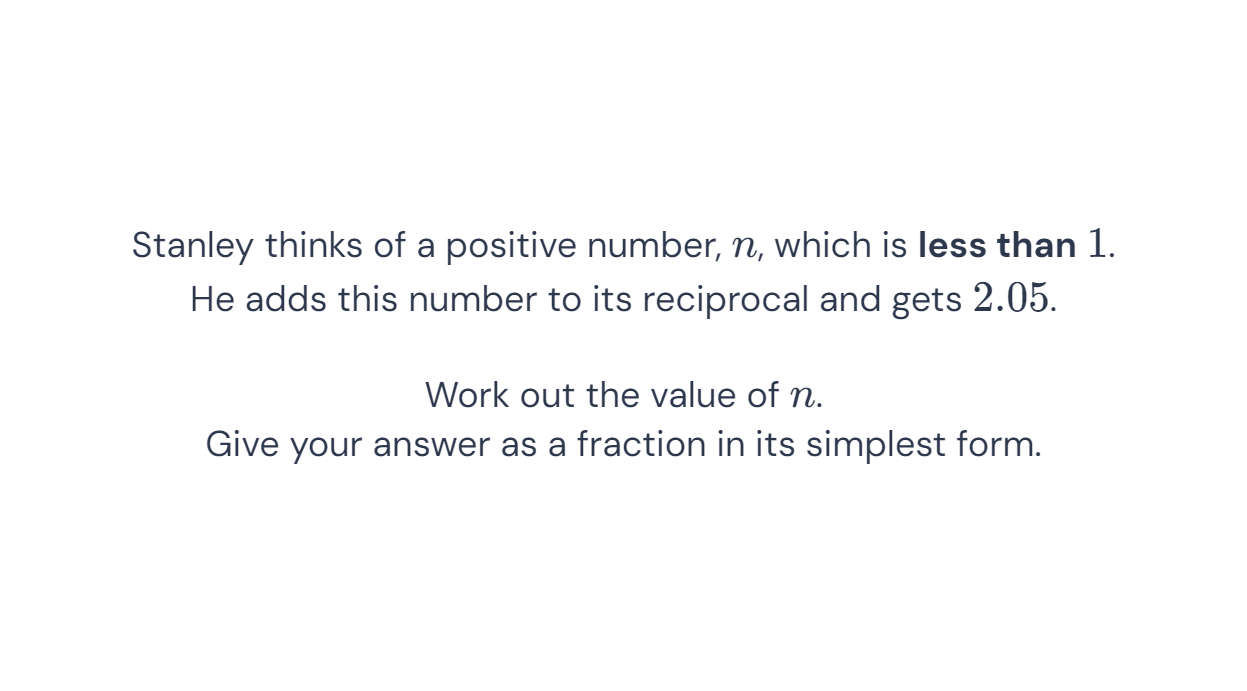 Stanley thinks of a positive number, n, which is less than 1.
He adds this number to its reciprocal and gets 2.05.
Work out the value of n.
Give your answer as a fraction in its simplest form.